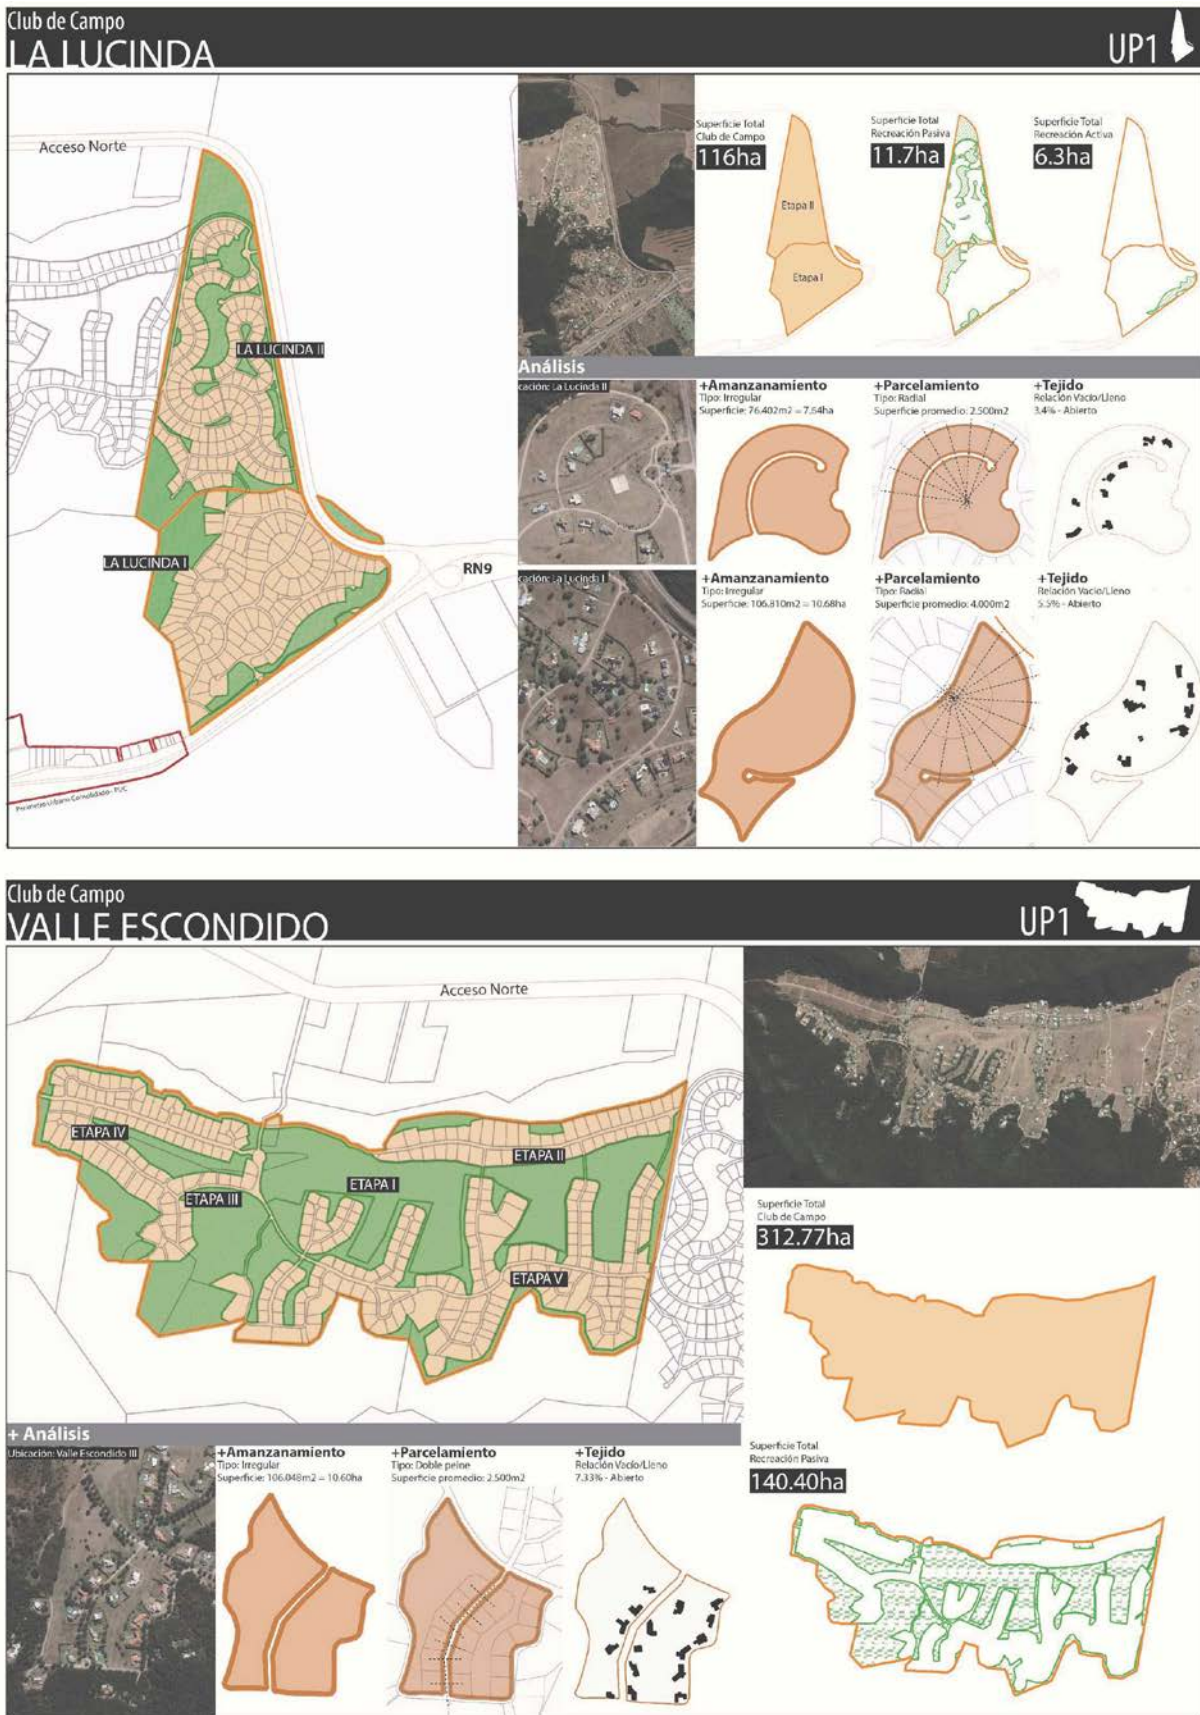 Club de Campo
LA LUCINDA
UP1
Acceso Norte
LA LUCINDA II
LA LUCINDA I
RN9
Perímetro Urbano Consolidado - PUC
Superficie Total
Club de Campo
116ha
Etapa II
Etapa I
Superficie Total
Recreación Pasiva
11.7ha
Superficie Total
Recreación Activa
6.3ha
Análisis
cación: La Lucinda II
+Amanzanamiento
Tipo: Irregular
Superficie: 76.402m2 = 7.64ha
+Parcelamiento
Tipo: Radial
Superficie promedio: 2.500m2
+Tejido
Relación Vacío/Lleno
3.4% - Abierto
cación: La Lucinda I
+Amanzanamiento
Tipo: Irregular
Superficie: 106.810m2 = 10.68ha
+Parcelamiento
Tipo: Radial
Superficie promedio: 4.000m2
+Tejido
Relación Vacío/Lleno
5.5% - Abierto
Club de Campo
VALLE ESCONDIDO
UP1
Acceso Norte
ETAPA IV
ETAPA III
ETAPA I
ETAPA II
ETAPA V
Superficie Total
Club de Campo
312.77ha
Superficie Total
Recreación Pasiva
140.40ha
+ Análisis
Ubicación: Valle Escondido III
+Amanzanamiento
Tipo: Irregular
Superficie: 106.048m2 = 10.60ha
+Parcelamiento
Tipo: Doble peine
Superficie promedio: 2.500m2
+Tejido
Relación Vacío/Lleno
7.33% - Abierto